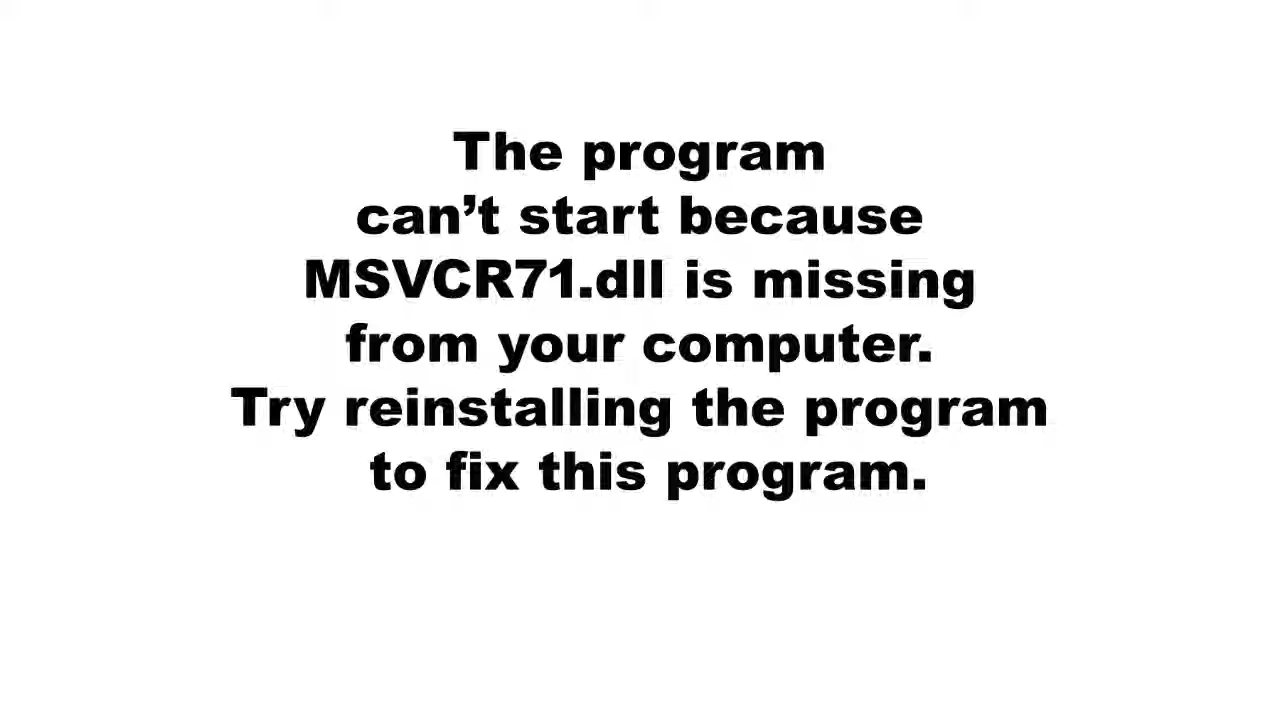 The program
can’t start because
MSVCR71.dll is missing
from your computer.
Try reinstalling the program
to fix this program.